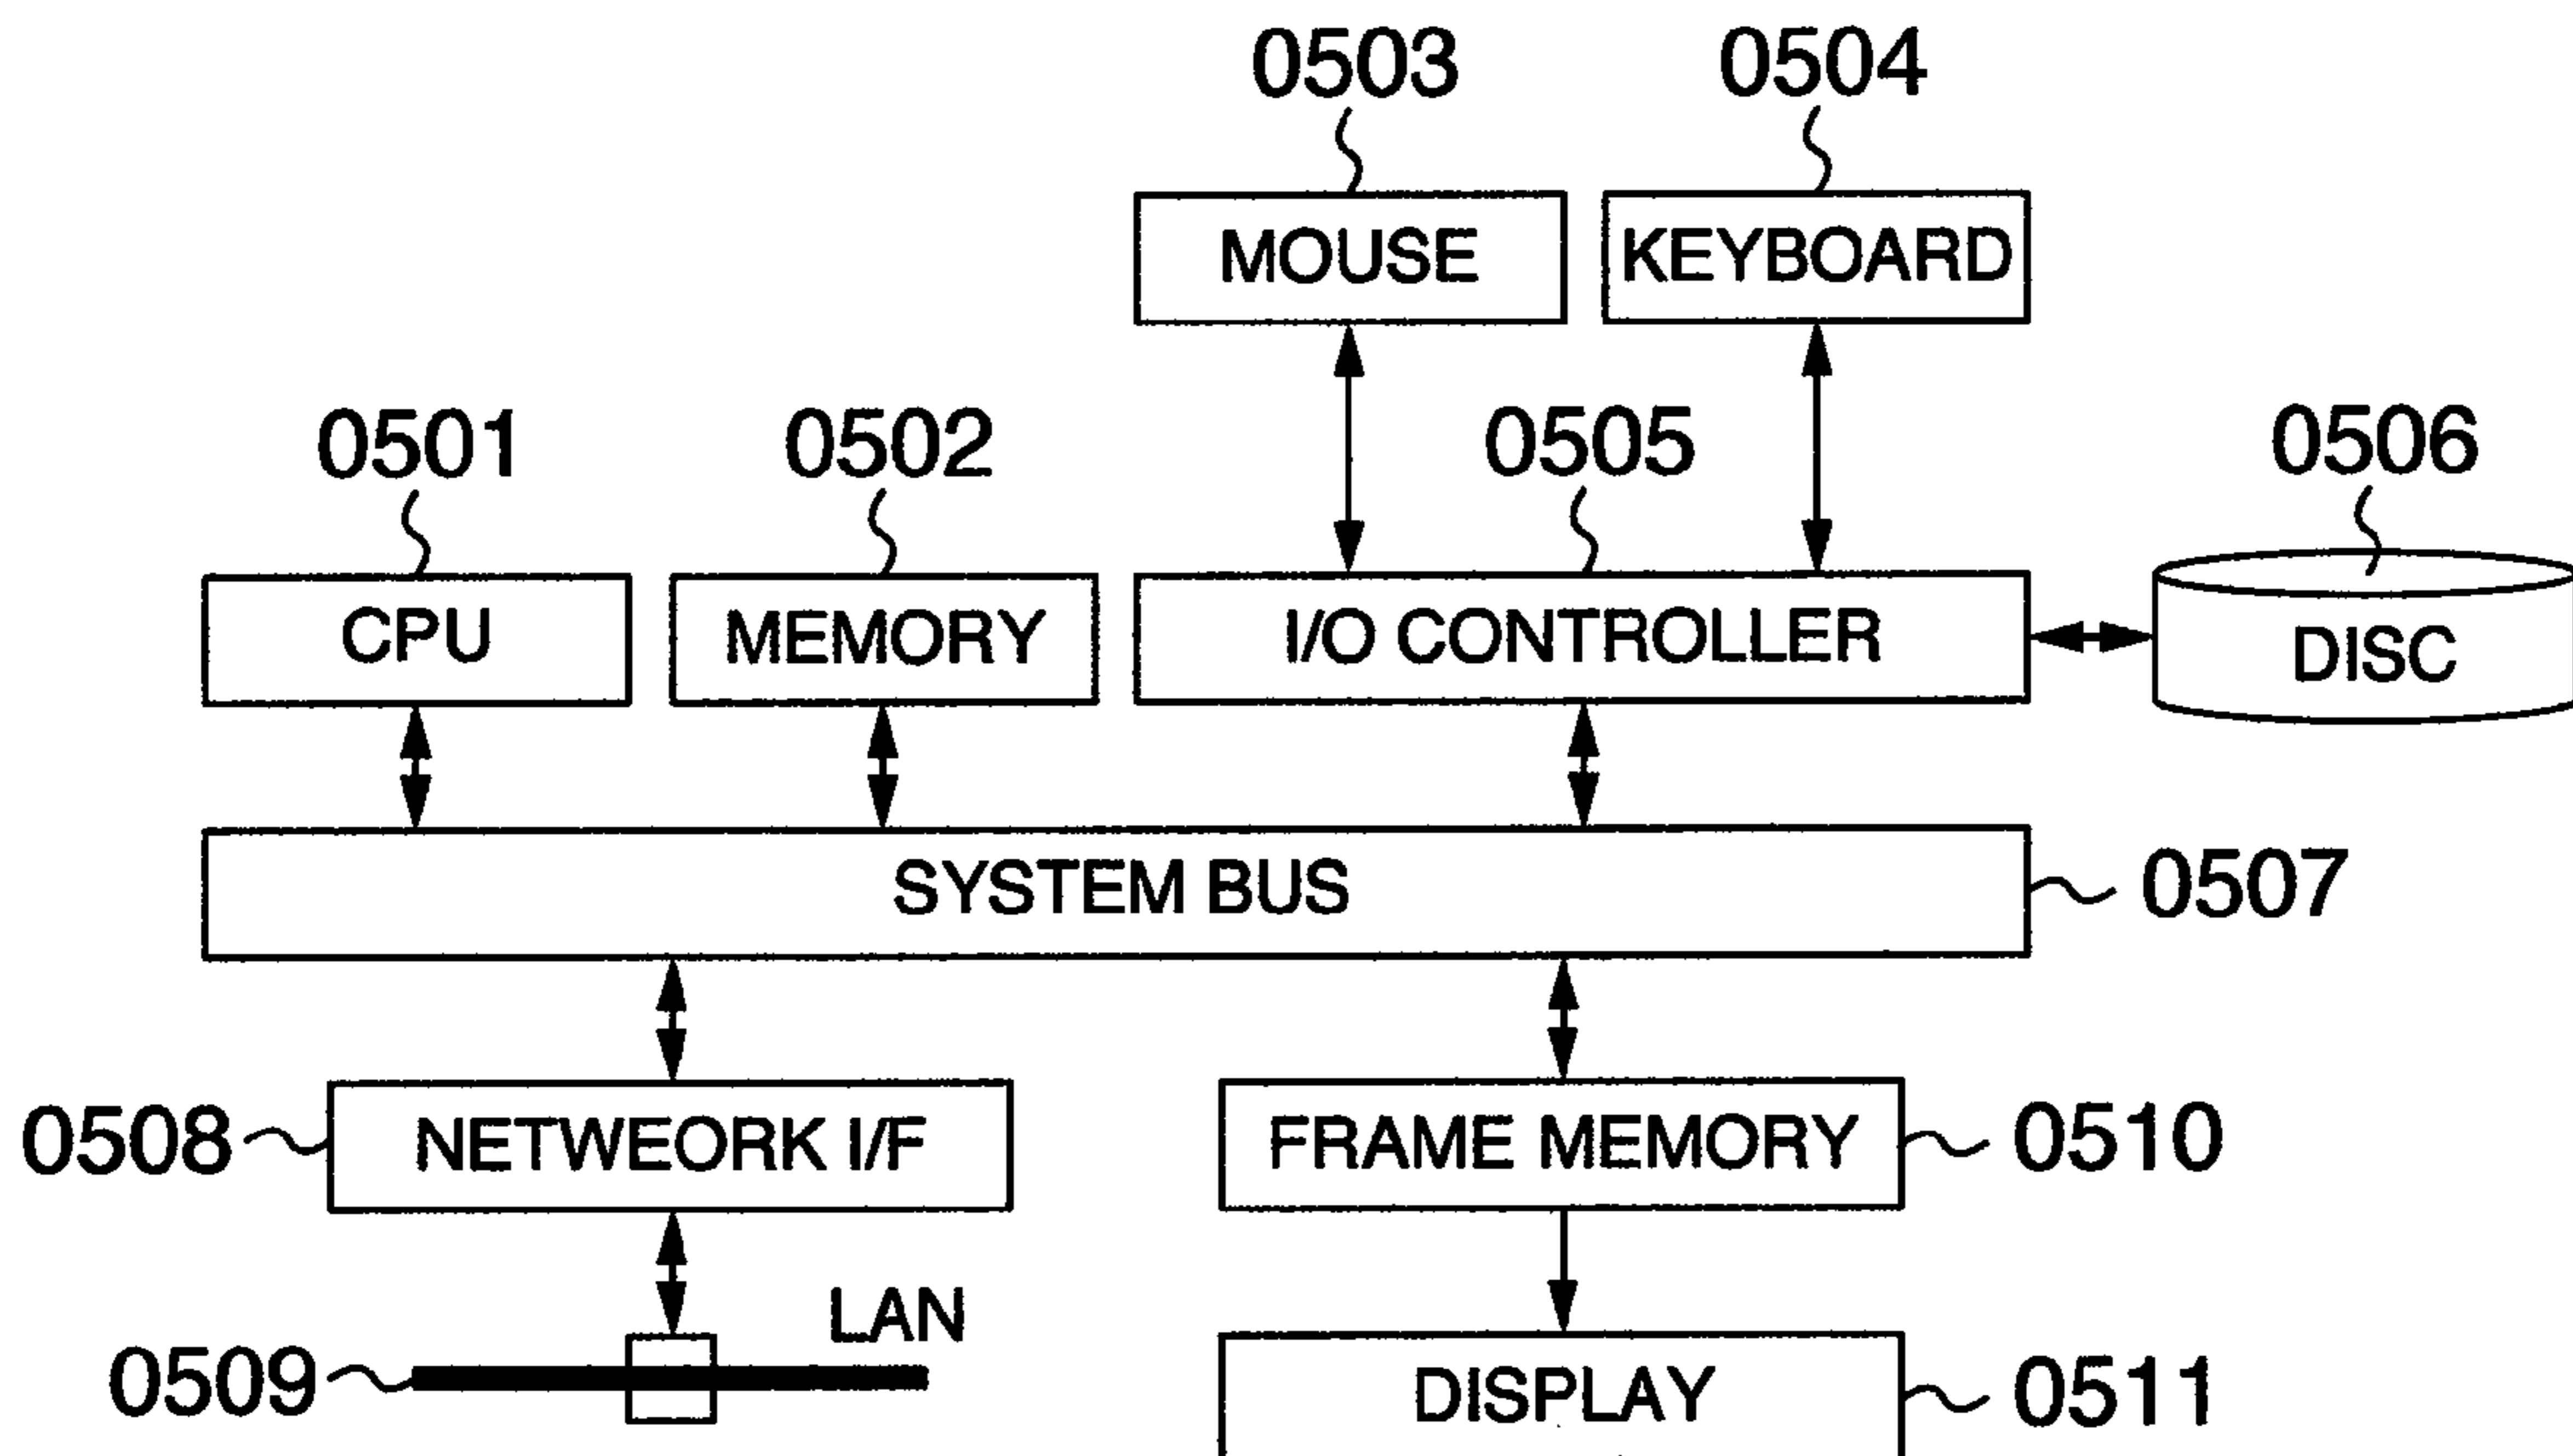 0503 0504
MOUSE KEYBOARD
0501 0502 0505 0506
CPU MEMORY I/O CONTROLLER DISC
SYSTEM BUS 0507
0508 NETWEORK I/F FRAME MEMORY 0510
LAN
0509 DISPLAY 0511